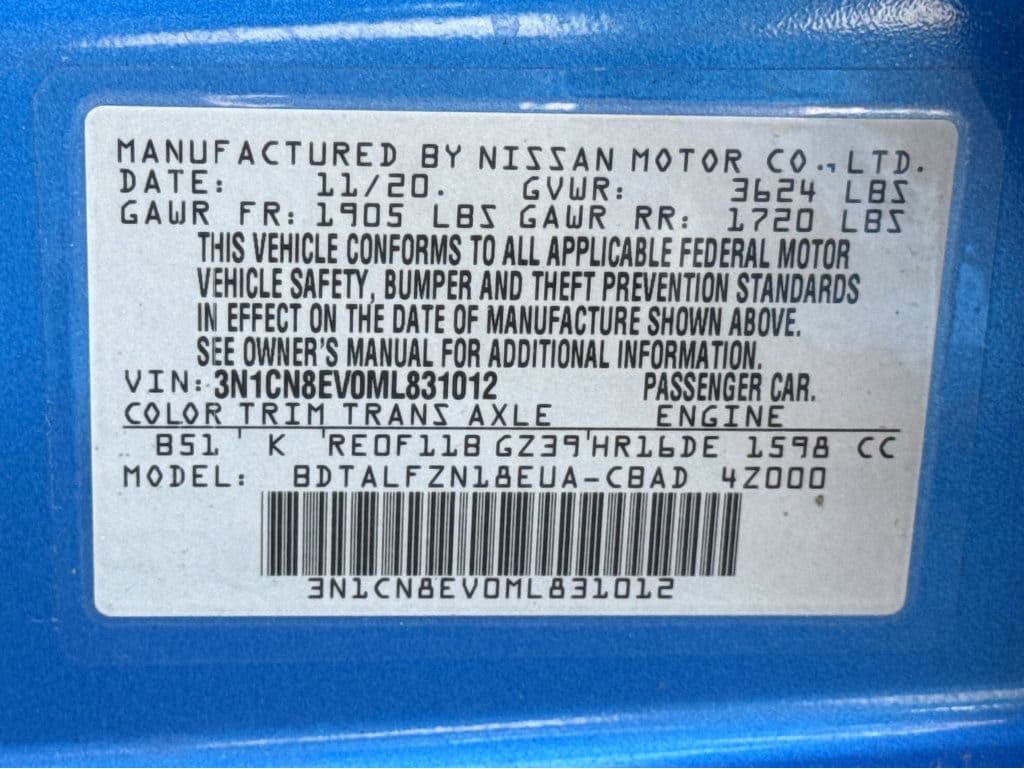 MANUFACTURED BY NISSAN MOTOR CO., LTD.
DATE: 11/20. GVWR: 3624 LBS
GAWR FR: 1905 LBS GAWR RR: 1720 LBS
THIS VEHICLE CONFORMS TO ALL APPLICABLE FEDERAL MOTOR
VEHICLE SAFETY, BUMPER AND THEFT PREVENTION STANDARDS
IN EFFECT ON THE DATE OF MANUFACTURE SHOWN ABOVE.
SEE OWNER'S MANUAL FOR ADDITIONAL INFORMATION.
VIN: 3N1CN8EV0ML831012 PASSENGER CAR.
COLOR TRIM TRANS AXLE ENGINE
B51 ' K 'RE0F11B GZ39'HR16DE 1598 CC
MODEL: BDTALFZN18EUA-CBAD 4Z000
3N1CN8EV0ML831012